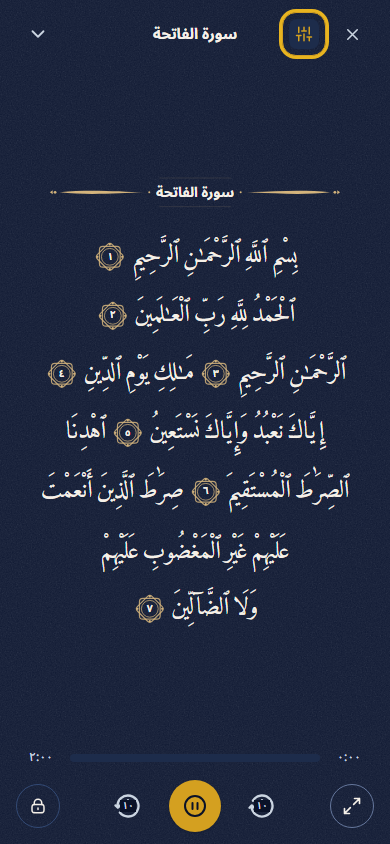 سورة الفاتحة
سورة الفاتحة
بِسْمِ ٱللَّهِ ٱلرَّحْمَـٰنِ ٱلرَّحِيمِ ١
ٱلْحَمْدُ لِلَّهِ رَبِّ ٱلْعَـٰلَمِينَ ٢
ٱلرَّحْمَـٰنِ ٱلرَّحِيمِ ٣ مَـٰلِكِ يَوْمِ ٱلدِّينِ ٤
إِيَّاكَ نَعْبُدُ وَإِيَّاكَ نَسْتَعِينُ ٥ ٱهْدِنَا
ٱلصِّرَٰطَ ٱلْمُسْتَقِيمَ ٦ صِرَٰطَ ٱلَّذِينَ أَنْعَمْتَ
عَلَيْهِمْ غَيْرِ ٱلْمَغْضُوبِ عَلَيْهِمْ
وَلَا ٱلضَّآلِّينَ ٧
٠:٠٠ ٢:٠٠
١٠ ١٠